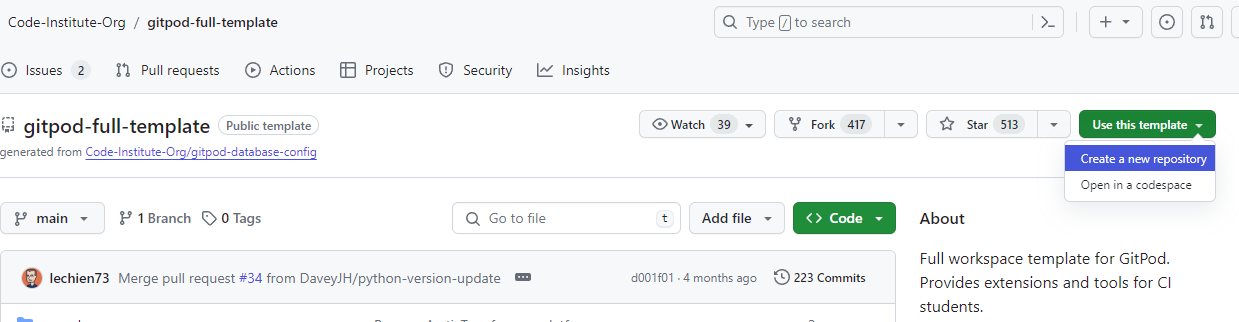 Code-Institute-Org / gitpod-full-template
Type / to search
Issues 2 Pull requests Actions Projects Security Insights
gitpod-full-template Public template
Watch 39 Fork 417 Star 513 Use this template
generated from Code-Institute-Org/gitpod-database-config
Create a new repository
Open in a codespace
main 1 Branch 0 Tags Go to file t Add file <> Code
About
lechien73 Merge pull request #34 from DaveyJH/python-version-update d001f01 · 4 months ago 223 Commits
Full workspace template for GitPod.
Provides extensions and tools for CI
students.